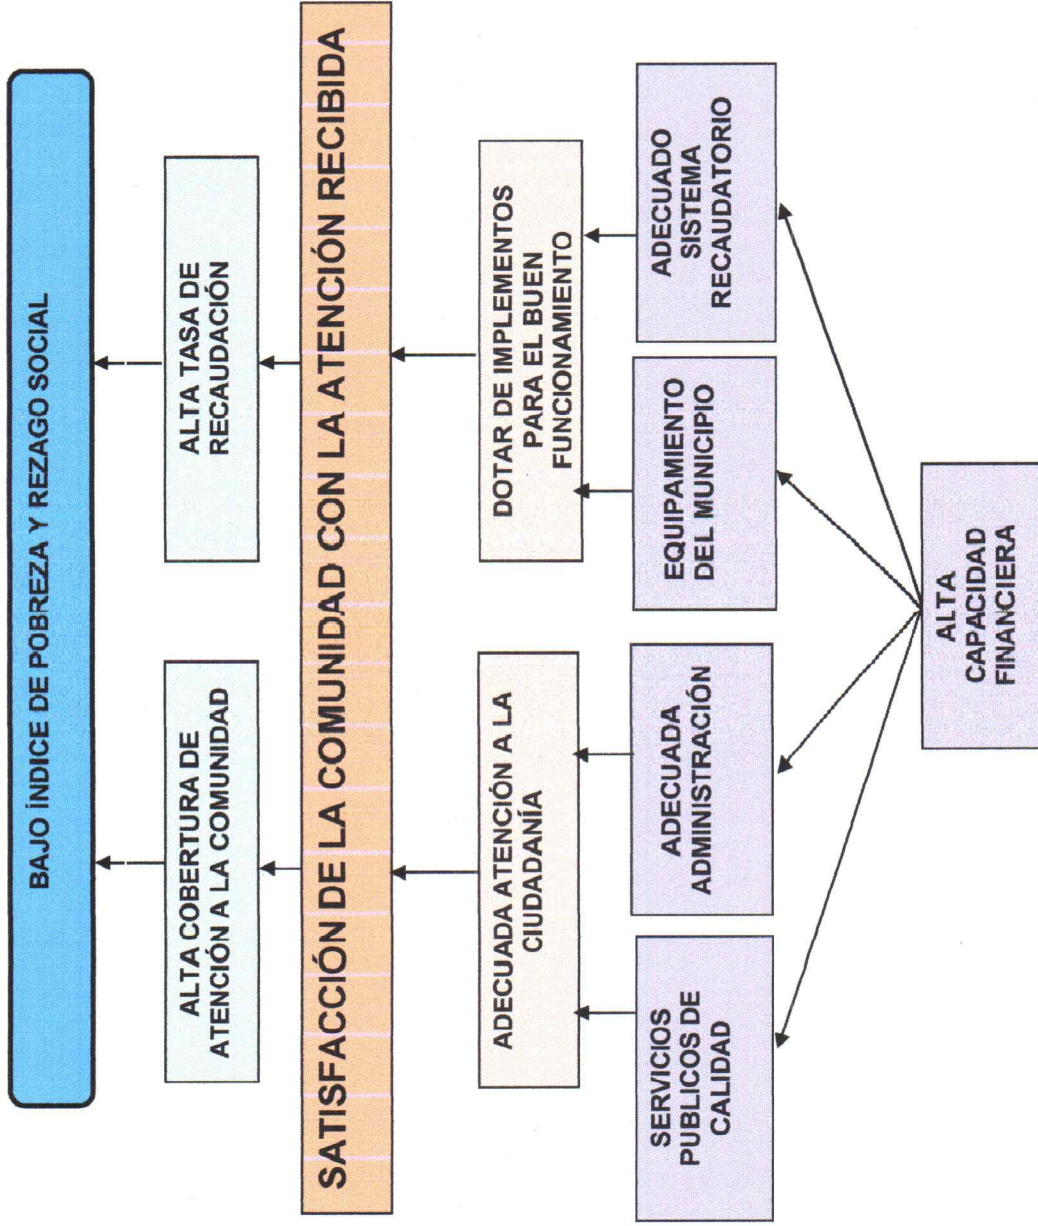 BAJO ÍNDICE DE POBREZA Y REZAGO SOCIAL
ALTA COBERTURA DE
ATENCIÓN A LA COMUNIDAD
ALTA TASA DE
RECAUDACIÓN
SATISFACCIÓN DE LA COMUNIDAD CON LA ATENCIÓN RECIBIDA
ADECUADA ATENCIÓN A LA
CIUDADANÍA
DOTAR DE IMPLEMENTOS
PARA EL BUEN
FUNCIONAMIENTO
SERVICIOS
PUBLICOS DE
CALIDAD
ADECUADA
ADMINISTRACIÓN
EQUIPAMIENTO
DEL MUNICIPIO
ADECUADO
SISTEMA
RECAUDATORIO
ALTA
CAPACIDAD
FINANCIERA